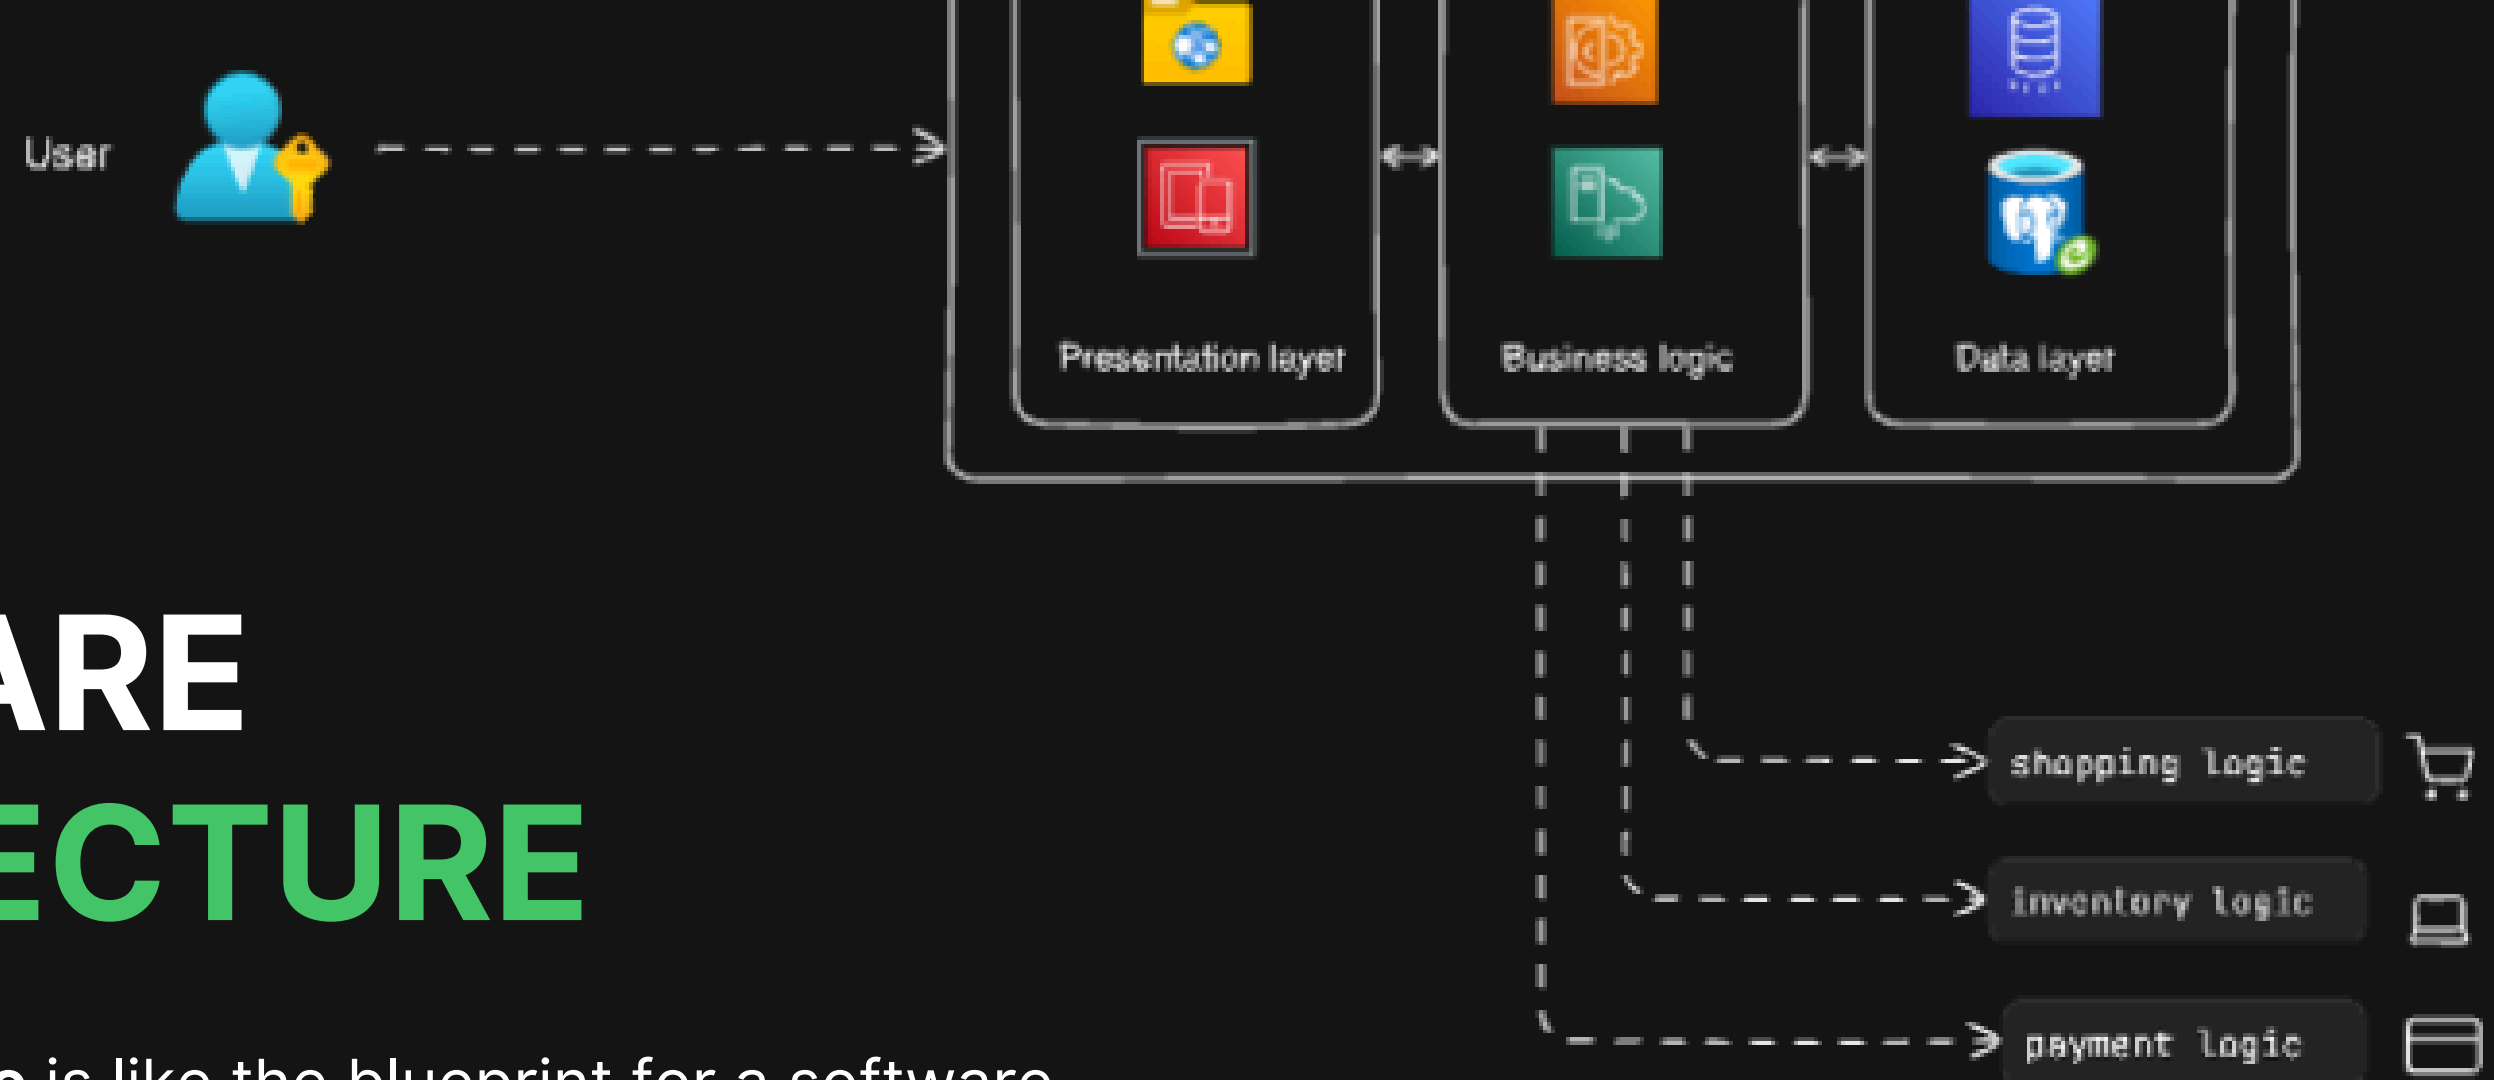 User
Presentation layer
Business logic
Data layer
ARE
ECTURE
shopping logic
inventory logic
payment logic
is like the blueprint for a software